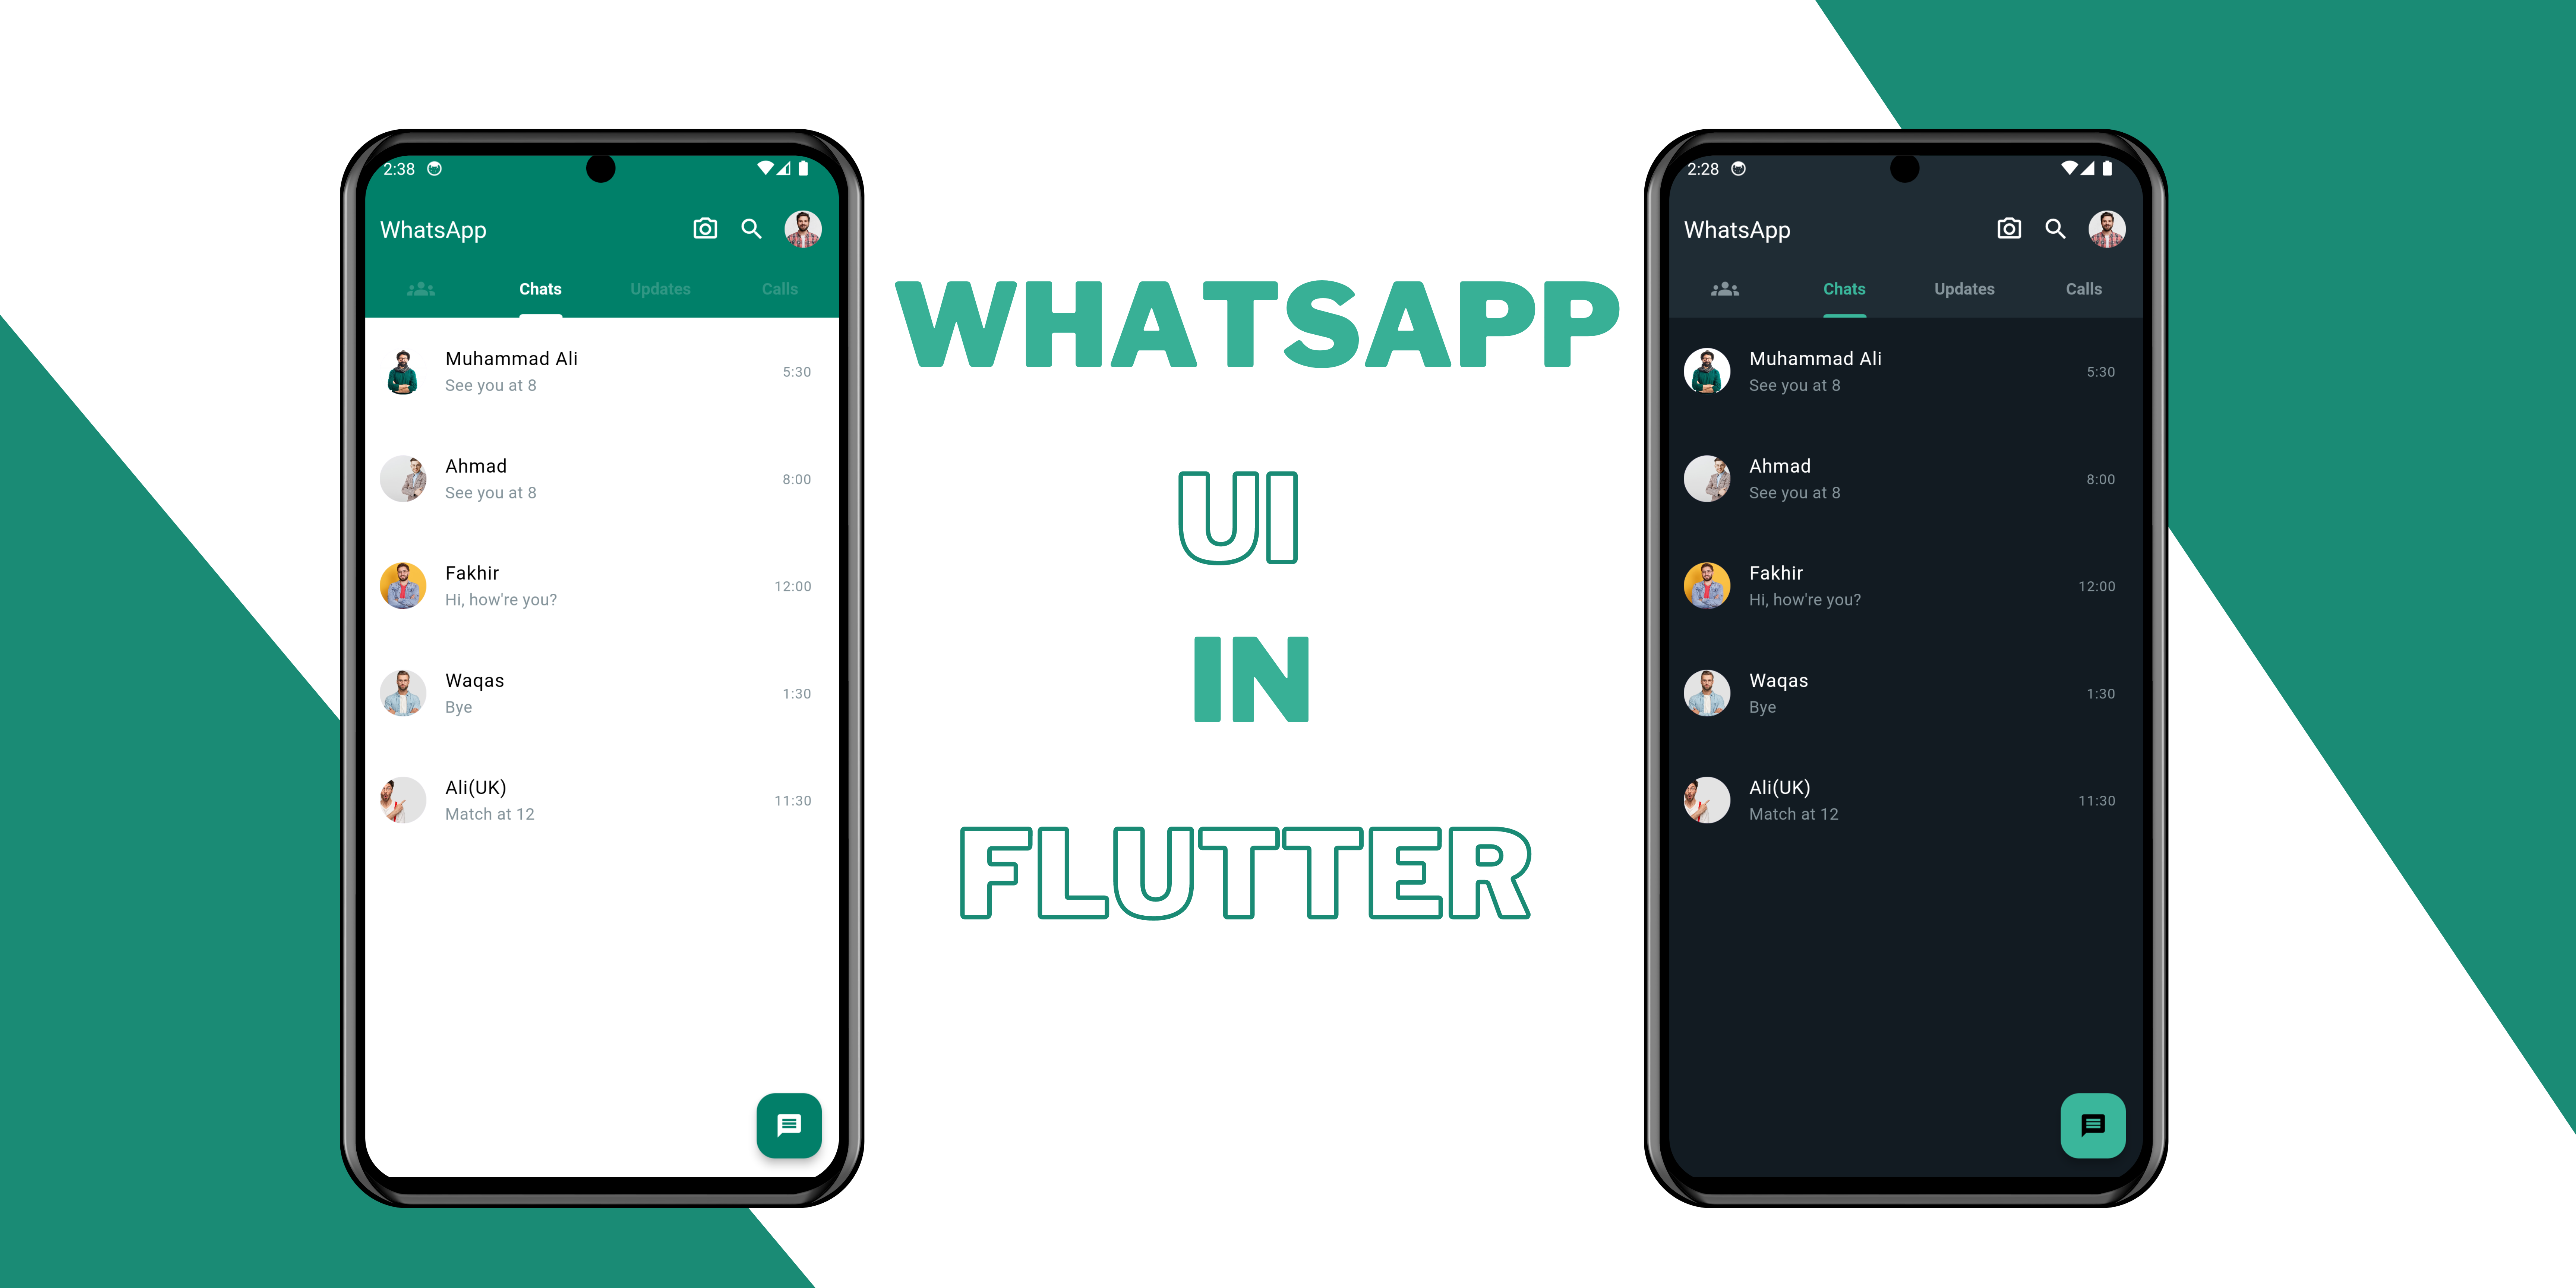 2:38
WhatsApp
Chats Updates Calls
Muhammad Ali
See you at 8
5:30
Ahmad
See you at 8
8:00
Fakhir
Hi, how're you?
12:00
Waqas
Bye
1:30
Ali(UK)
Match at 12
11:30
WHATSAPP
UI
IN
FLUTTER
2:28
WhatsApp
Chats Updates Calls
Muhammad Ali
See you at 8
5:30
Ahmad
See you at 8
8:00
Fakhir
Hi, how're you?
12:00
Waqas
Bye
1:30
Ali(UK)
Match at 12
11:30